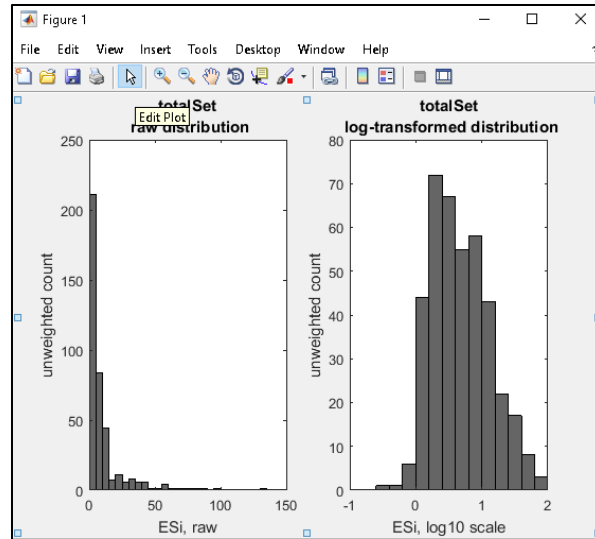 Figure 1
File Edit View Insert Tools Desktop Window Help
Edit Plot
totalSet
raw distribution
250
200
150
100
50
0
unweighted count
0 50 100 150
ESi, raw
totalSet
log-transformed distribution
80
70
60
50
40
30
20
10
0
unweighted count
-1 0 1 2
ESi, log10 scale